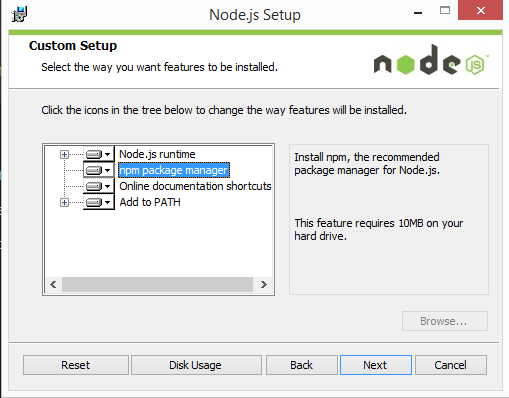 Node.js Setup
Custom Setup
Select the way you want features to be installed.
node
JS
Click the icons in the tree below to change the way features will be installed.
Node.js runtime
npm package manager
Online documentation shortcuts
Add to PATH
Install npm, the recommended
package manager for Node.js.
This feature requires 10MB on your
hard drive.
Browse...
Reset
Disk Usage
Back
Next
Cancel